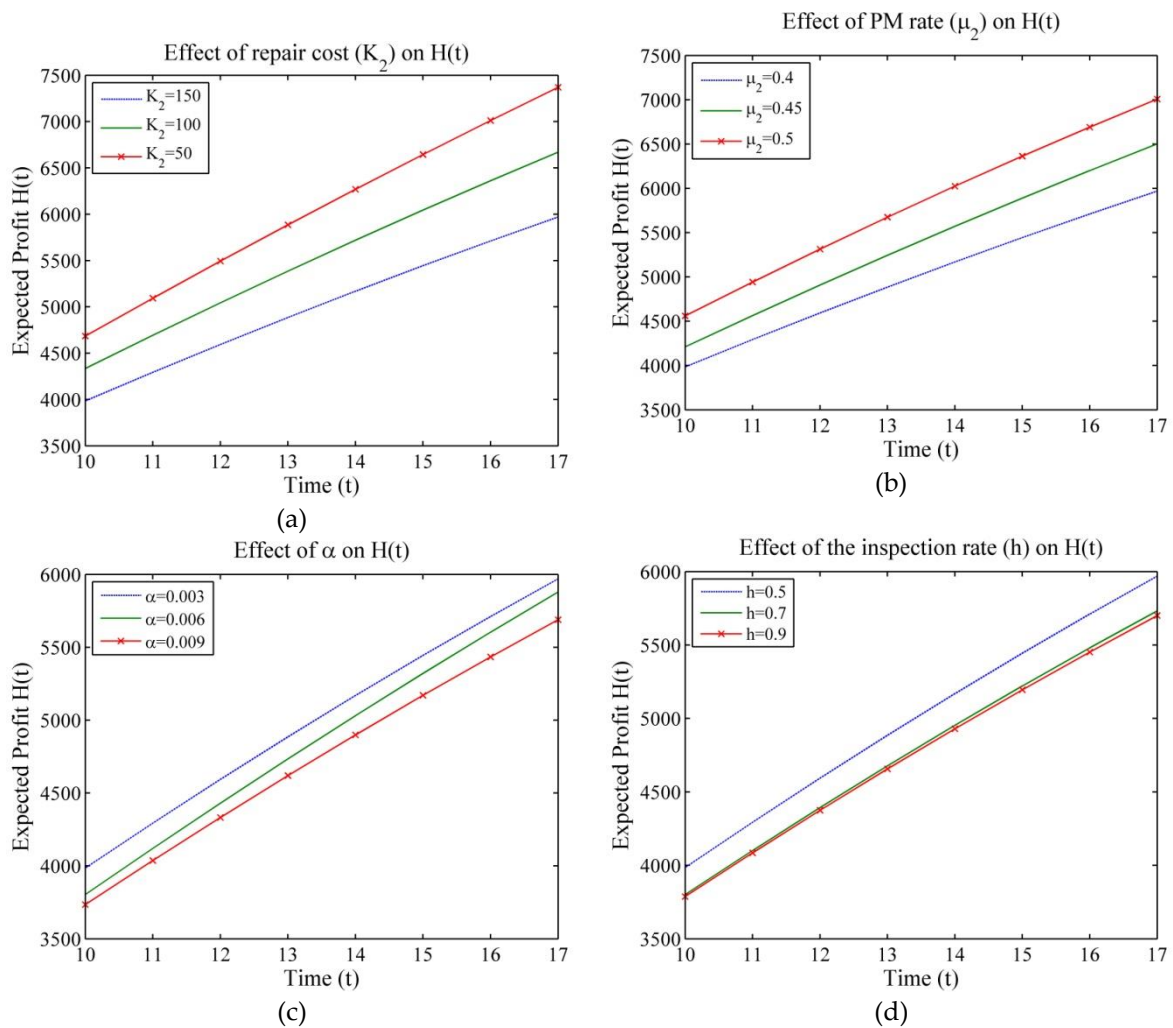 Effect of repair cost (K₂) on H(t)
7500
7000
6500
6000
5500
5000
4500
4000
3500
K₂=150
K₂=100
K₂=50
Expected Profit H(t)
10 11 12 13 14 15 16 17
Time (t)
(a)
Effect of PM rate (μ₂) on H(t)
7500
7000
6500
6000
5500
5000
4500
4000
3500
μ₂=0.4
μ₂=0.45
μ₂=0.5
Expected Profit H(t)
10 11 12 13 14 15 16 17
Time (t)
(b)
Effect of α on H(t)
6000
5500
5000
4500
4000
3500
α=0.003
α=0.006
α=0.009
Expected Profit H(t)
10 11 12 13 14 15 16 17
Time (t)
(c)
Effect of the inspection rate (h) on H(t)
6000
5500
5000
4500
4000
3500
h=0.5
h=0.7
h=0.9
Expected Profit H(t)
10 11 12 13 14 15 16 17
Time (t)
(d)